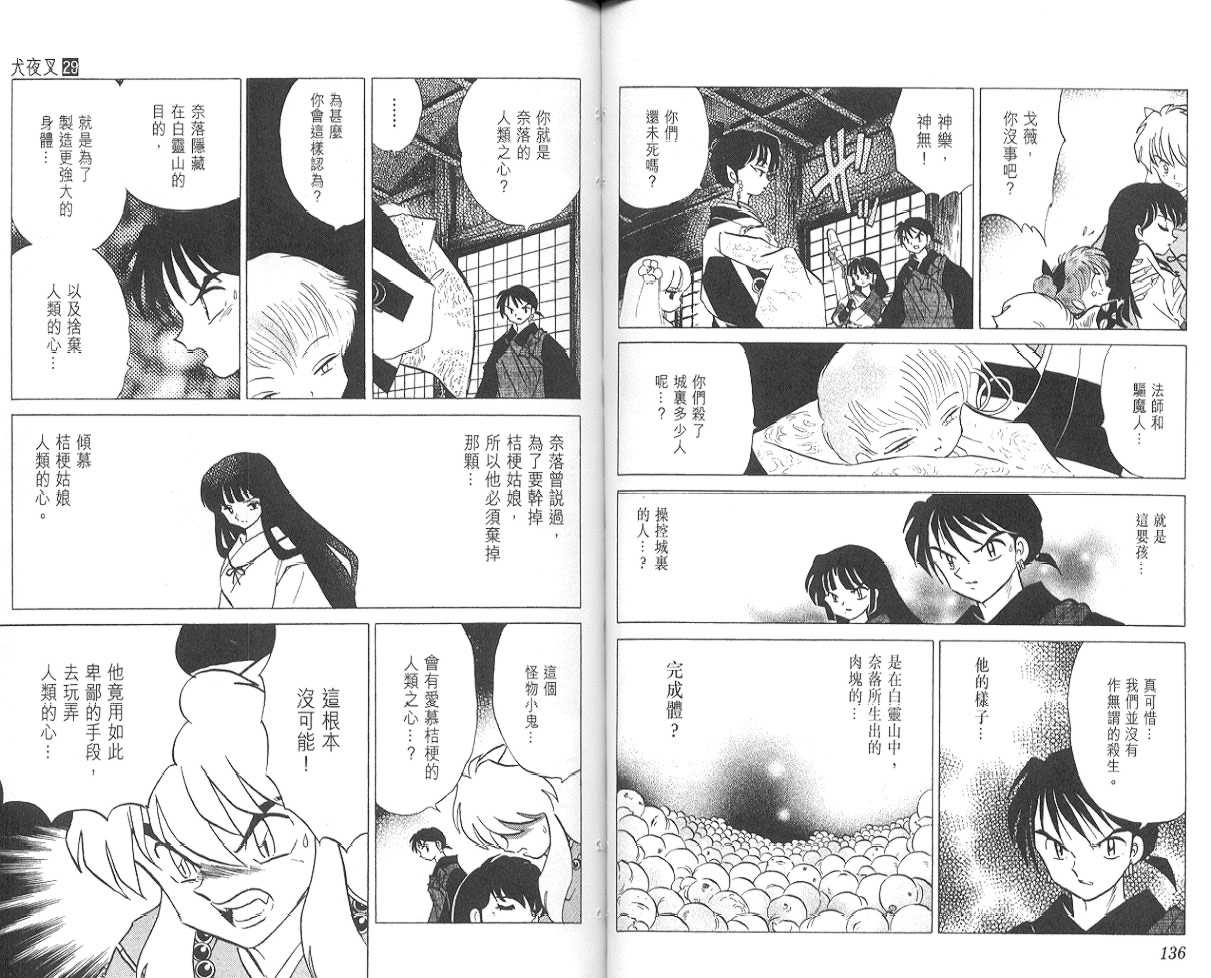 戈薇，
你沒事吧？
神樂，
神無！
你們
還未死嗎？
法師和
驅魔人…
你們殺了
城裏多少人
呢…？
就是
這嬰孩…
操控城裏
的人…？
真可惜…
我們並沒有
作無謂的殺生。
他的樣子…
是在白靈山中，
奈落所生出的
肉塊的…
完成體？
136
犬夜叉29
你就是
奈落的
人類之心？
……
為甚麼
你會這樣認為？
奈落隱藏
在白靈山的
目的，
就是為了
製造更強大的
身體…
以及捨棄
人類的心…
奈落曾説過，
為了要幹掉
桔梗姑娘，
所以他必須棄掉
那顆…
傾慕
桔梗姑娘
人類的心。
這個
怪物小鬼…
會有愛慕桔梗的
人類之心…？
這根本
沒可能！
他竟用如此
卑鄙的手段，
去玩弄
人類的心…